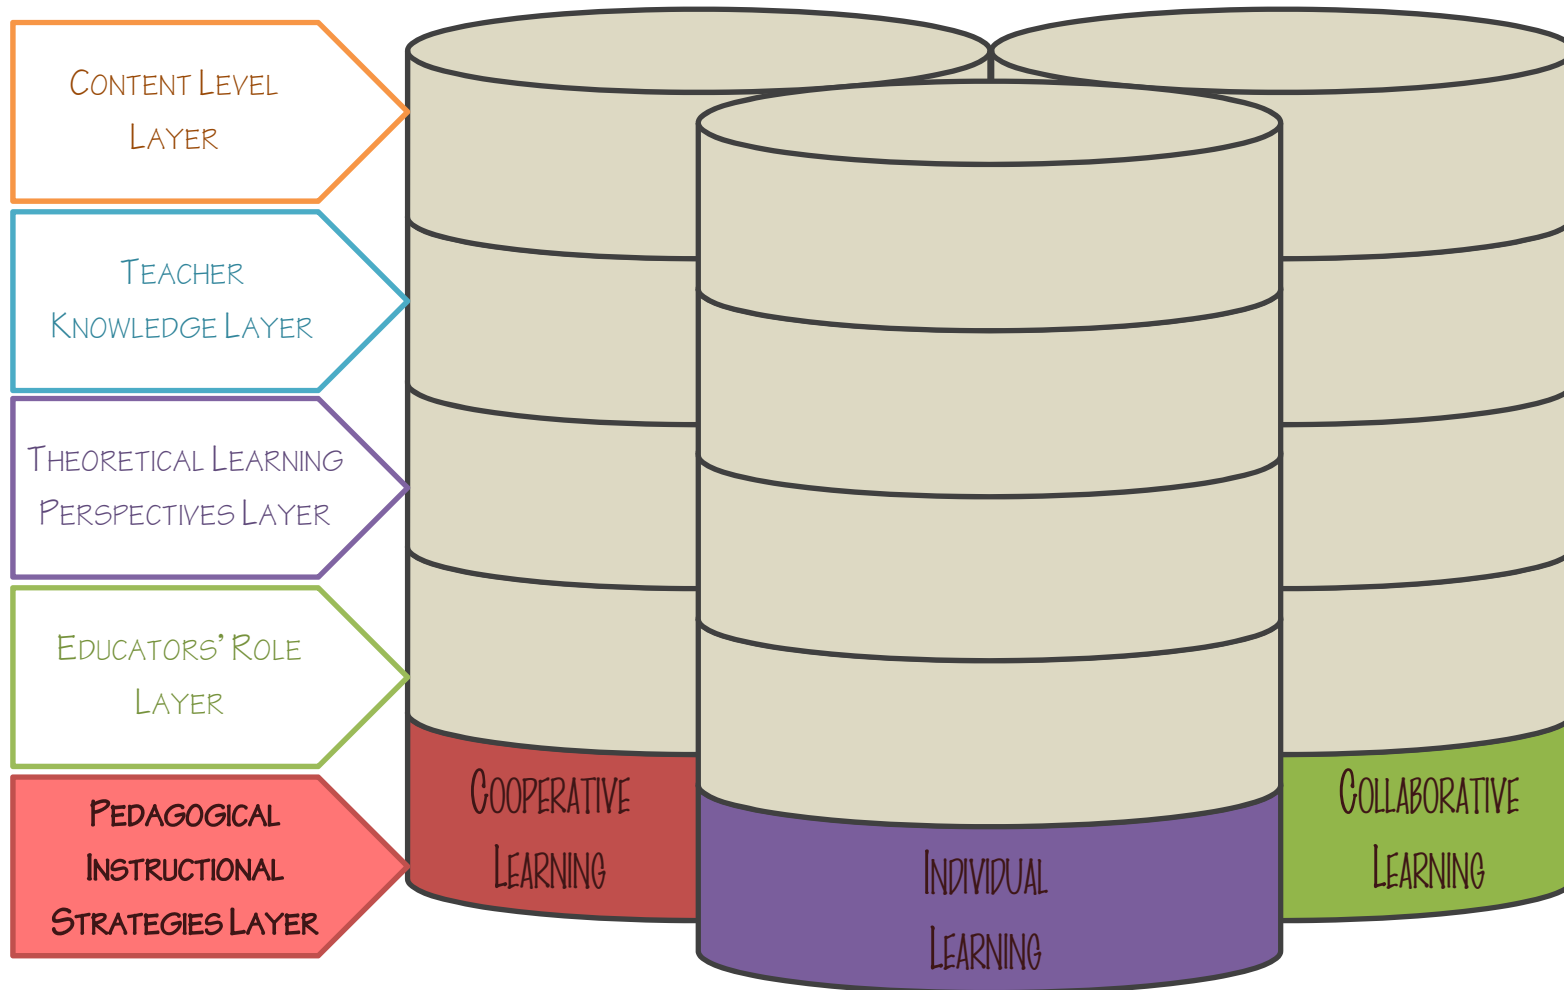 Content Level
Layer
Teacher
Knowledge Layer
Theoretical Learning
Perspectives Layer
Educators’ Role
Layer
Pedagogical
Instructional
Strategies Layer
Cooperative
Learning
Individual
Learning
Collaborative
Learning